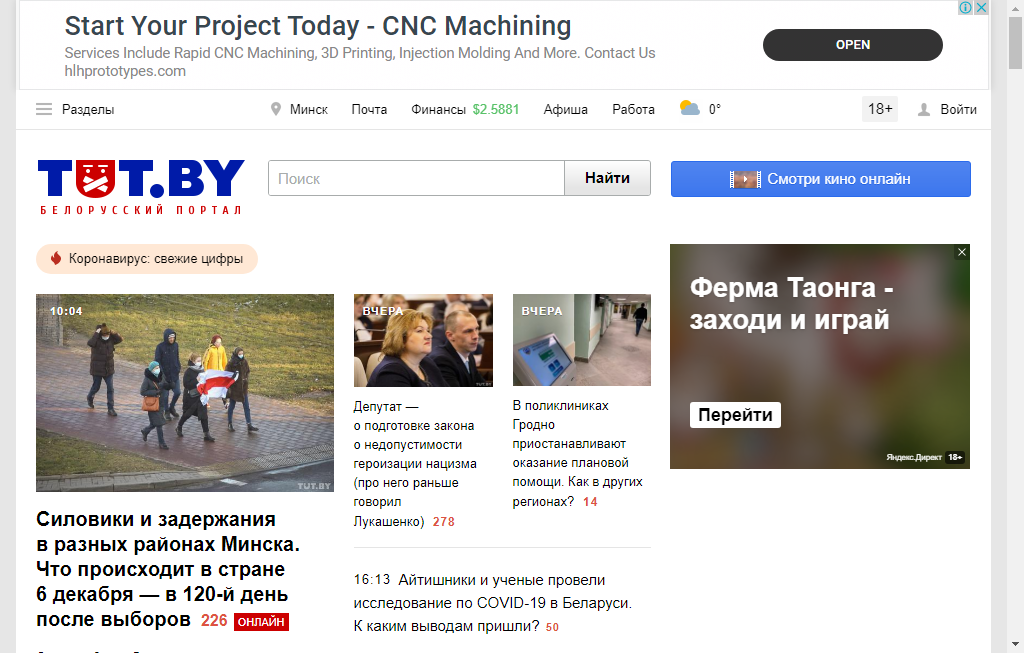 Start Your Project Today - CNC Machining
Services Include Rapid CNC Machining, 3D Printing, Injection Molding And More. Contact Us
hlhprototypes.com
OPEN
Разделы
Минск
Почта
Финансы $2.5881
Афиша
Работа
0°
18+
Войти
TUT.BY
БЕЛОРУССКИЙ ПОРТАЛ
Поиск
Найти
Смотри кино онлайн
Коронавирус: свежие цифры
10:04
TUT.BY
Силовики и задержания
в разных районах Минска.
Что происходит в стране
6 декабря — в 120-й день
после выборов 226 ОНЛАЙН
ВЧЕРА
TUT.BY
Депутат —
о подготовке закона
о недопустимости
героизации нацизма
(про него раньше
говорил
Лукашенко) 278
ВЧЕРА
В поликлиниках
Гродно
приостанавливают
оказание плановой
помощи. Как в других
регионах? 14
16:13 Айтишники и ученые провели
исследование по COVID-19 в Беларуси.
К каким выводам пришли? 50
Ферма Таонга -
заходи и играй
Перейти
Яндекс.Директ 18+